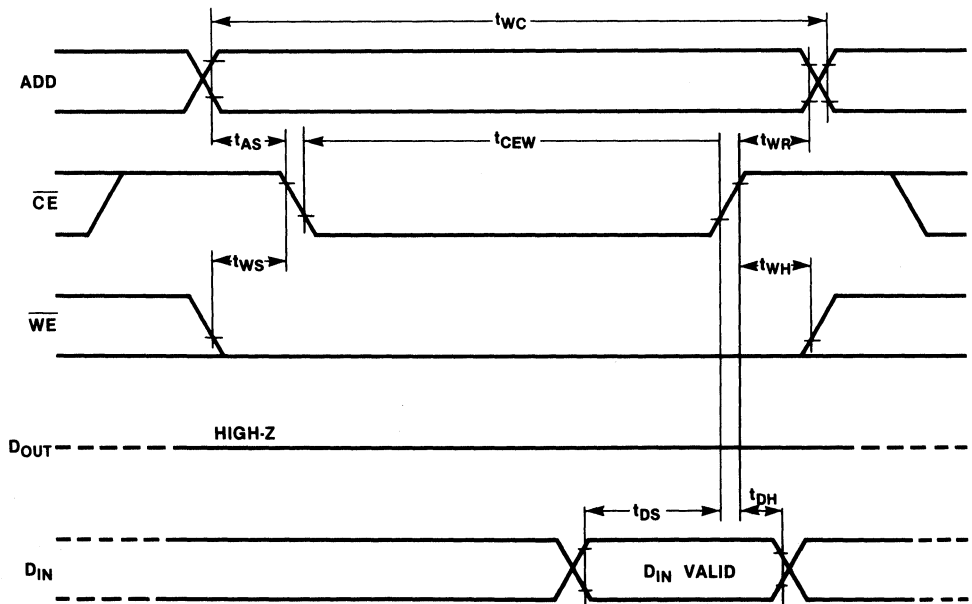 tWC
ADD
tAS
tCEW
tWR
CE
tWS
tWH
WE
HIGH-Z
DOUT
tDS
tDH
DIN
DIN VALID